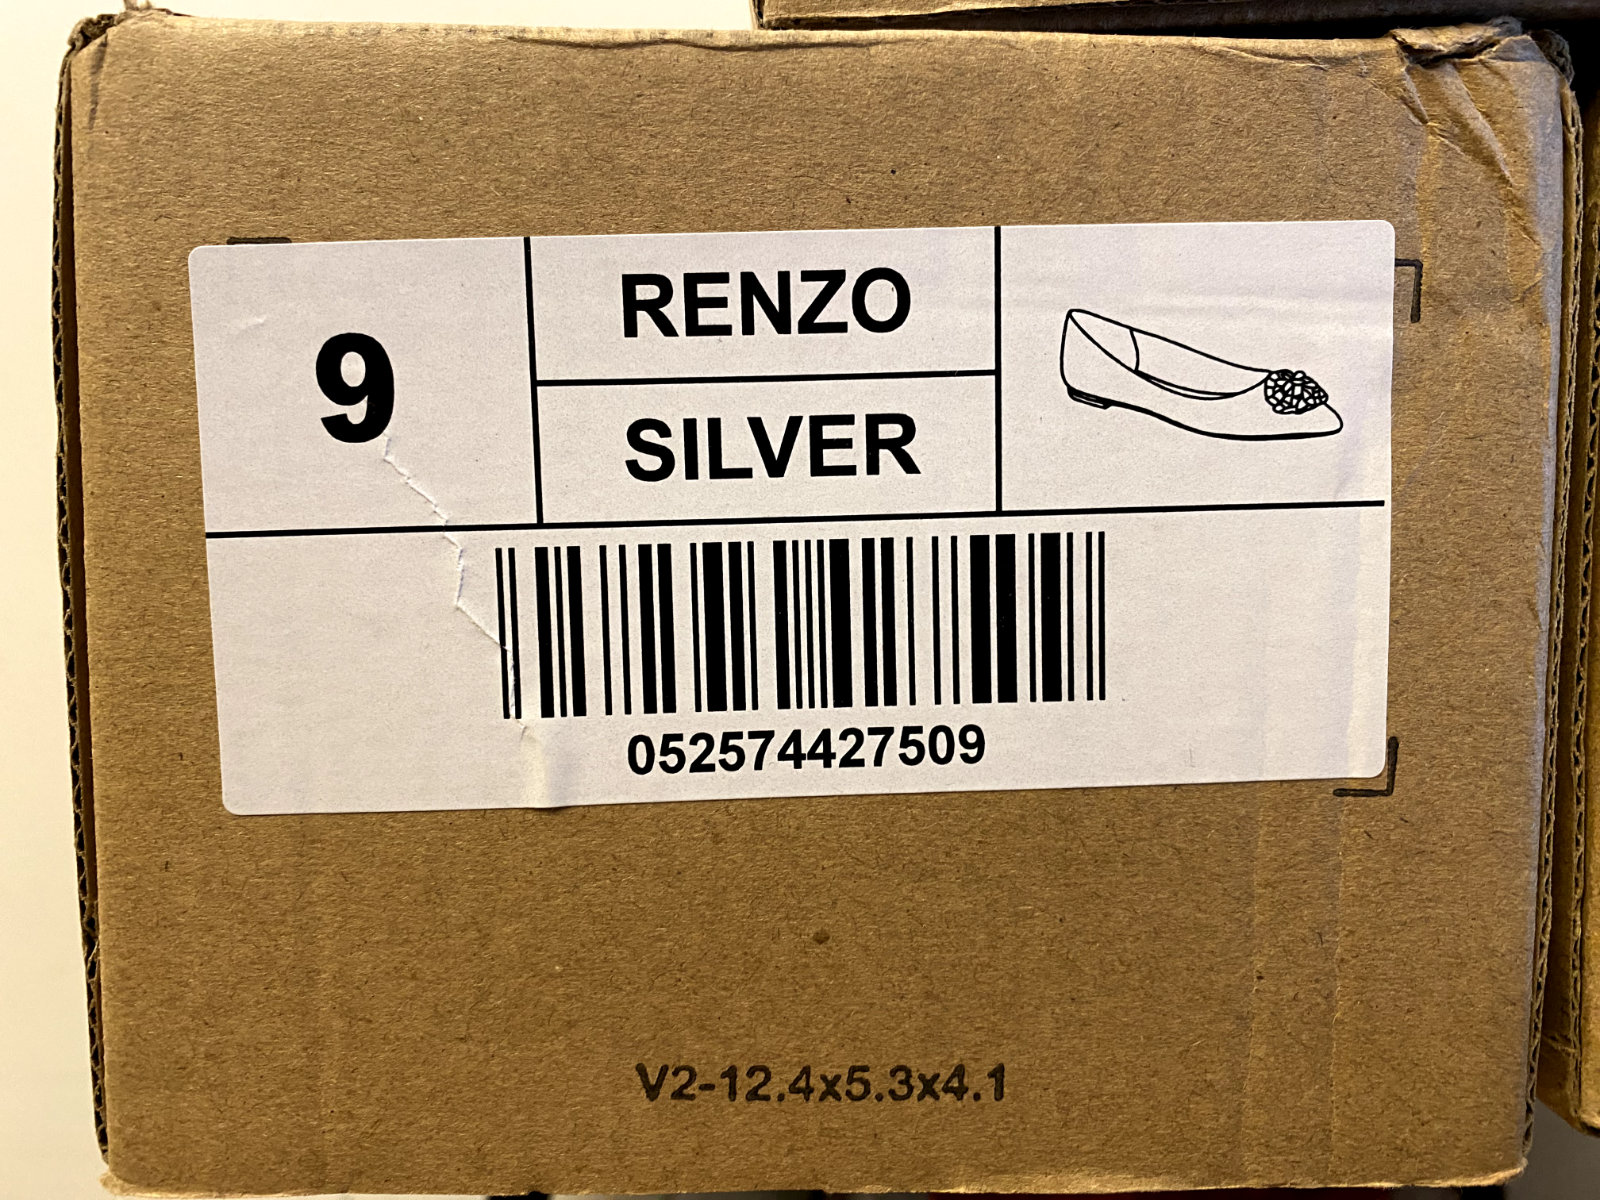 9
RENZO
SILVER
052574427509
V2-12.4x5.3x4.1